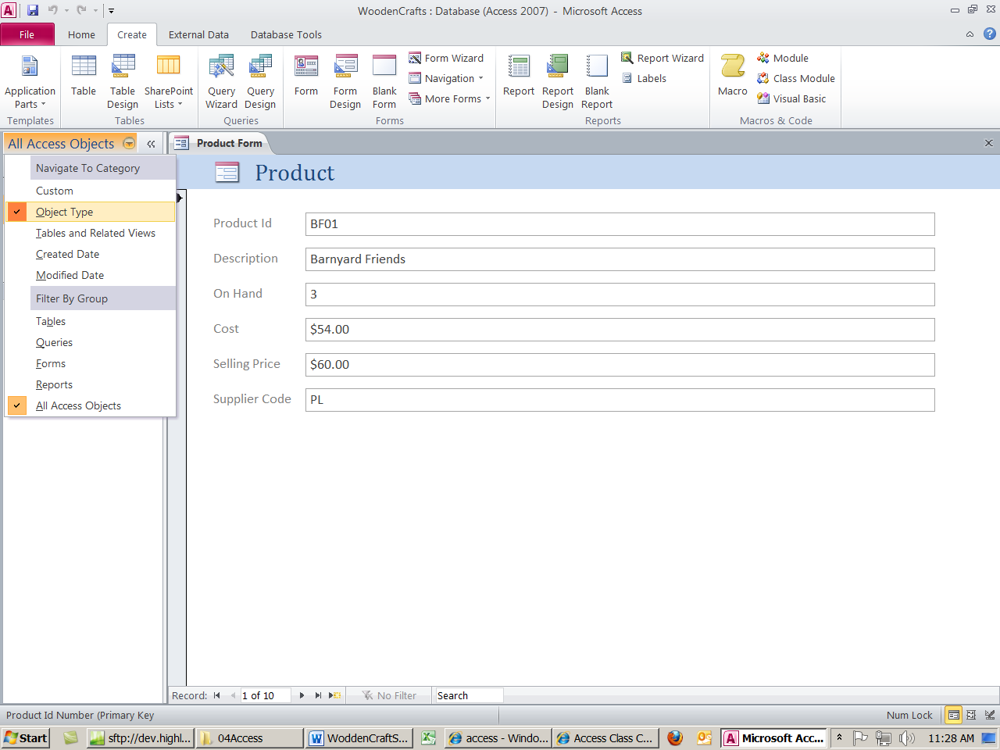 WoodenCrafts : Database (Access 2007) - Microsoft Access
File Home Create External Data Database Tools
Application Parts
Table
Table Design
SharePoint Lists
Query Wizard
Query Design
Form
Form Design
Blank Form
Form Wizard
Navigation
More Forms
Report
Report Design
Blank Report
Report Wizard
Labels
Macro
Module
Class Module
Visual Basic
Templates Tables Queries Forms Reports Macros & Code
All Access Objects
Product Form
Navigate To Category
Custom
Object Type
Tables and Related Views
Created Date
Modified Date
Filter By Group
Tables
Queries
Forms
Reports
All Access Objects
Product
Product Id BF01
Description Barnyard Friends
On Hand 3
Cost $54.00
Selling Price $60.00
Supplier Code PL
Record: 1 of 10 No Filter Search
Product Id Number (Primary Key Num Lock
Start sftp://dev.highl... 04Access WoddenCraftS... access - Windo... Access Class C... Microsoft Acc... 11:28 AM